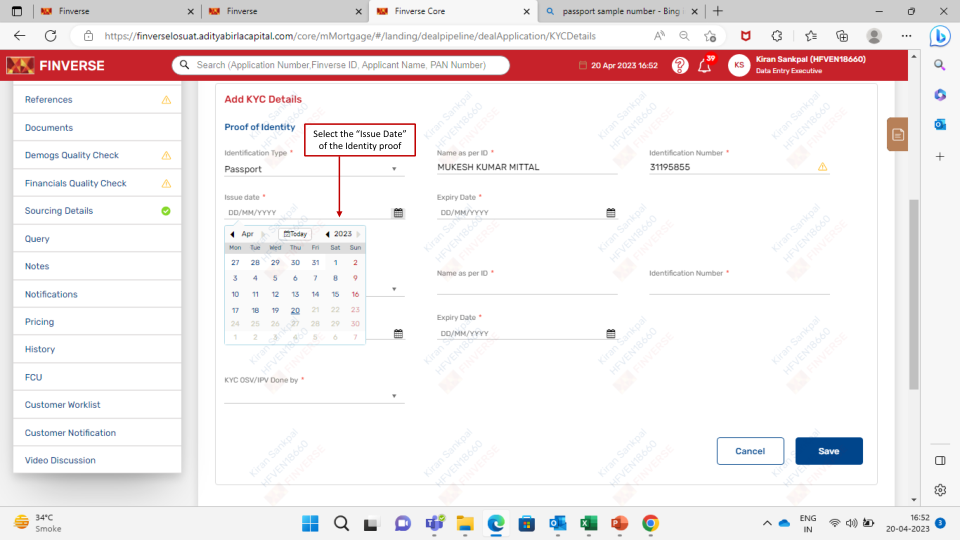 Finverse
Finverse
Finverse Core
passport sample number - Bing
https://finverselosuat.adityabirlacapital.com/core/mMortgage/#/landing/dealpipeline/dealApplication/KYCDetails
FINVERSE
Search (Application Number,Finverse ID, Applicant Name, PAN Number)
20 Apr 2023 16:52
39
KS
Kiran Sankpal (HFVEN18660)
Data Entry Executive
References
Documents
Demogs Quality Check
Financials Quality Check
Sourcing Details
Query
Notes
Notifications
Pricing
History
FCU
Customer Worklist
Customer Notification
Video Discussion
Add KYC Details
Proof of Identity
Select the “Issue Date”
of the Identity proof
Identification Type *
Passport
Name as per ID *
MUKESH KUMAR MITTAL
Identification Number *
31195855
Issue date *
DD/MM/YYYY
Expiry Date *
DD/MM/YYYY
Apr Today 2023
Mon Tue Wed Thu Fri Sat Sun
27 28 29 30 31 1 2
3 4 5 6 7 8 9
10 11 12 13 14 15 16
17 18 19 20 21 22 23
24 25 26 27 28 29 30
1 2 3 4 5 6 7
Name as per ID *
Identification Number *
Expiry Date *
DD/MM/YYYY
KYC OSV/IPV Done by *
Cancel
Save
Kiran Sankpal
HFVEN18660
FINVERSE
34°C
Smoke
ENG
IN
16:52
20-04-2023
3